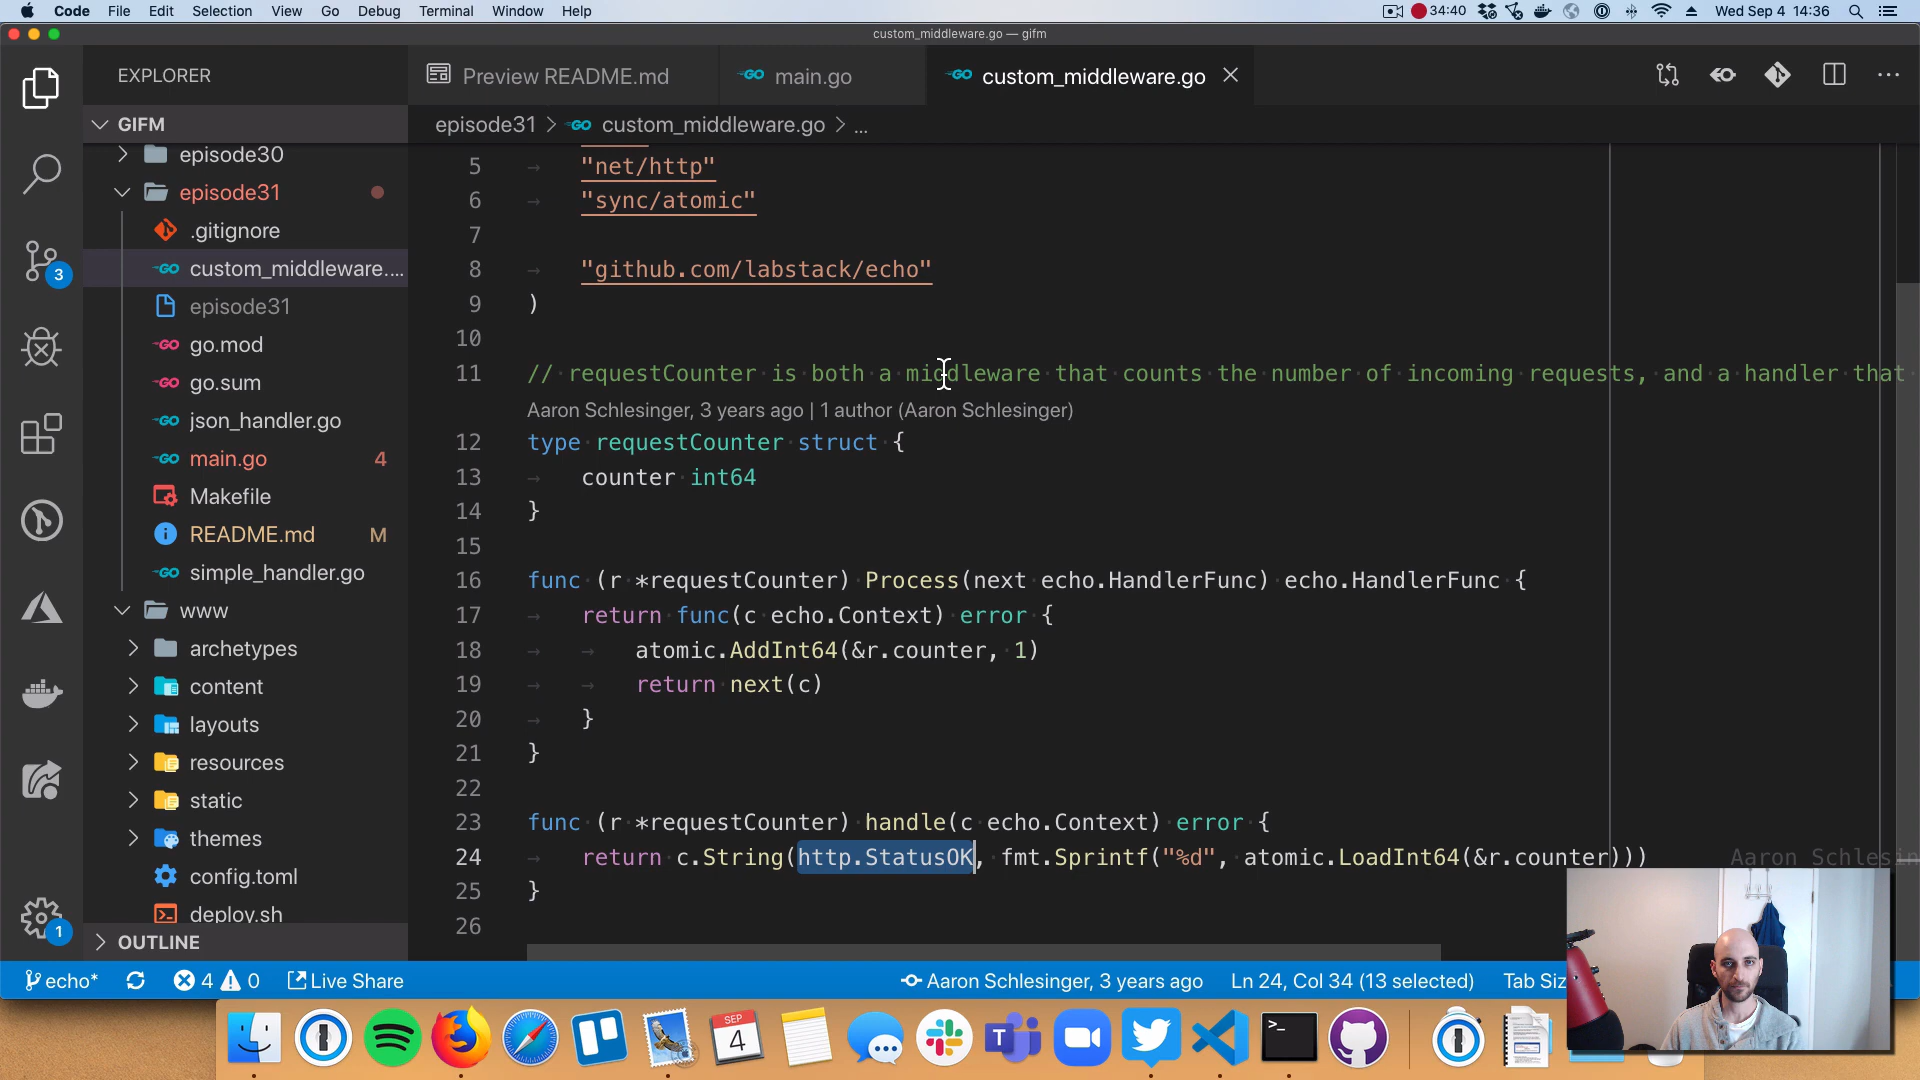 Code File Edit Selection View Go Debug Terminal Window Help 34:40 Wed Sep 4 14:36
custom_middleware.go — gifm
EXPLORER
Preview README.md
main.go
custom_middleware.go
GIFM
episode31 > custom_middleware.go > ...
episode30
episode31
.gitignore
custom_middleware....
episode31
go.mod
go.sum
json_handler.go
main.go 4
Makefile
README.md M
simple_handler.go
www
archetypes
content
layouts
resources
static
themes
config.toml
deploy.sh
OUTLINE
3
1
5 "net/http"
6 "sync/atomic"
7
8 "github.com/labstack/echo"
9 )
10
11 // requestCounter is both a middleware that counts the number of incoming requests, and a handler that
Aaron Schlesinger, 3 years ago | 1 author (Aaron Schlesinger)
12 type requestCounter struct {
13 counter int64
14 }
15
16 func (r *requestCounter) Process(next echo.HandlerFunc) echo.HandlerFunc {
17 return func(c echo.Context) error {
18 atomic.AddInt64(&r.counter, 1)
19 return next(c)
20 }
21 }
22
23 func (r *requestCounter) handle(c echo.Context) error {
24 return c.String(http.StatusOK, fmt.Sprintf("%d", atomic.LoadInt64(&r.counter))) Aaron Schlesin
25 }
26
echo* 4 0 Live Share Aaron Schlesinger, 3 years ago Ln 24, Col 34 (13 selected) Tab Siz
SEP
4